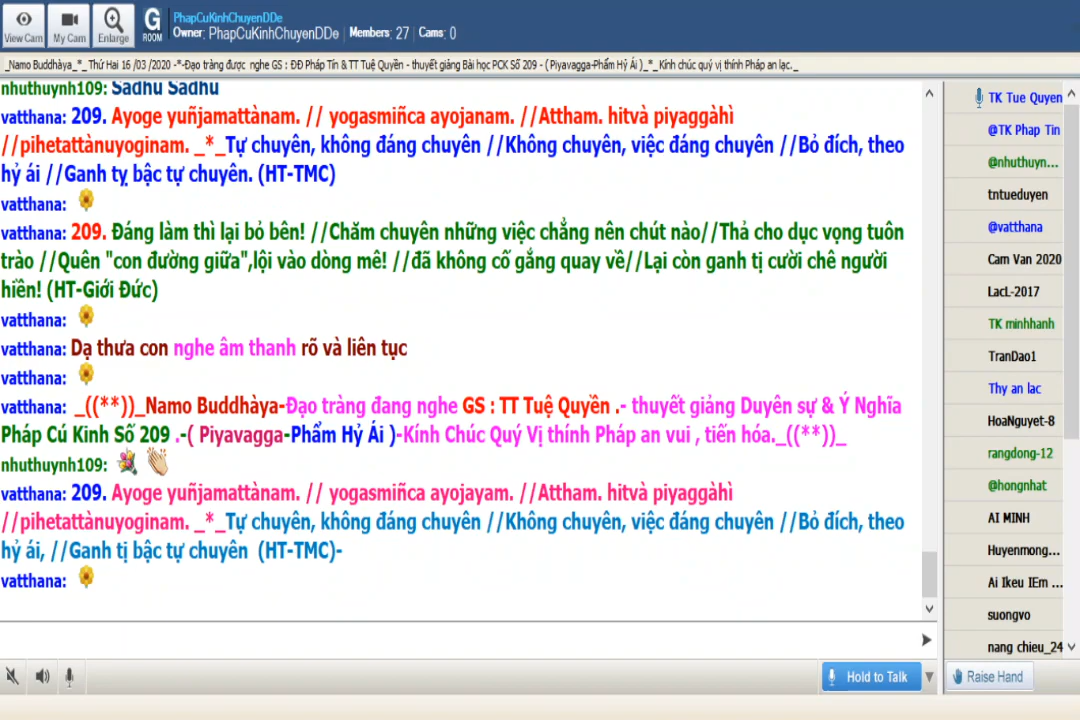 PhapCuKinhChuyenDDe
View Cam My Cam Enlarge G ROOM Owner: PhapCuKinhChuyenDDe Members: 27 Cams: 0
_Namo Buddhàya_*_ Thứ Hai 16 /03 /2020 -*-Đạo tràng được nghe GS : ĐĐ Pháp Tín & TT Tuệ Quyền - thuyết giảng Bài học PCK Số 209 - ( Piyavagga-Phẩm Hỷ Ái )_*_ Kính chúc quý vị thính Pháp an lạc._
nhuthuynh109: Sadhu Sadhu
vatthana: 209. Ayoge yuñjamattànam. // yogasmiñca ayojanam. //Attham. hitvà piyaggàhì
//pihetattànuyoginam. _*_Tự chuyên, không đáng chuyên //Không chuyên, việc đáng chuyên //Bỏ đích, theo
hỷ ái //Ganh tỵ bậc tự chuyên. (HT-TMC)
vatthana:
vatthana: 209. Đáng làm thì lại bỏ bên! //Chăm chuyên những việc chẳng nên chút nào//Thả cho dục vọng tuôn
trào //Quên "con đường giữa",lội vào dòng mê! //đã không cố gắng quay về//Lại còn ganh tị cười chê người
hiền! (HT-Giới Đức)
vatthana:
vatthana: Dạ thưa con nghe âm thanh rõ và liên tục
vatthana:
vatthana: _((**))_Namo Buddhàya-Đạo tràng đang nghe GS : TT Tuệ Quyền .- thuyết giảng Duyên sự & Ý Nghĩa
Pháp Cú Kinh Số 209 .-( Piyavagga-Phẩm Hỷ Ái )-Kính Chúc Quý Vị thính Pháp an vui , tiến hóa._((**))_
nhuthuynh109:
vatthana: 209. Ayoge yuñjamattànam. // yogasmiñca ayojayam. //Attham. hitvà piyaggàhì
//pihetattànuyoginam. _*_Tự chuyên, không đáng chuyên //Không chuyên, việc đáng chuyên //Bỏ đích, theo
hỷ ái, //Ganh tị bậc tự chuyên (HT-TMC)-
vatthana:
TK Tue Quyen
@TK Phap Tin
@nhuthuyn...
tntueduyen
@vatthana
Cam Van 2020
LacL-2017
TK minhhanh
TranDao1
Thy an lac
HoaNguyet-8
rangdong-12
@hongnhat
AI MINH
Huyenmong...
Ai Ikeu IEm ...
suongvo
nang chieu_24
Hold to Talk
Raise Hand